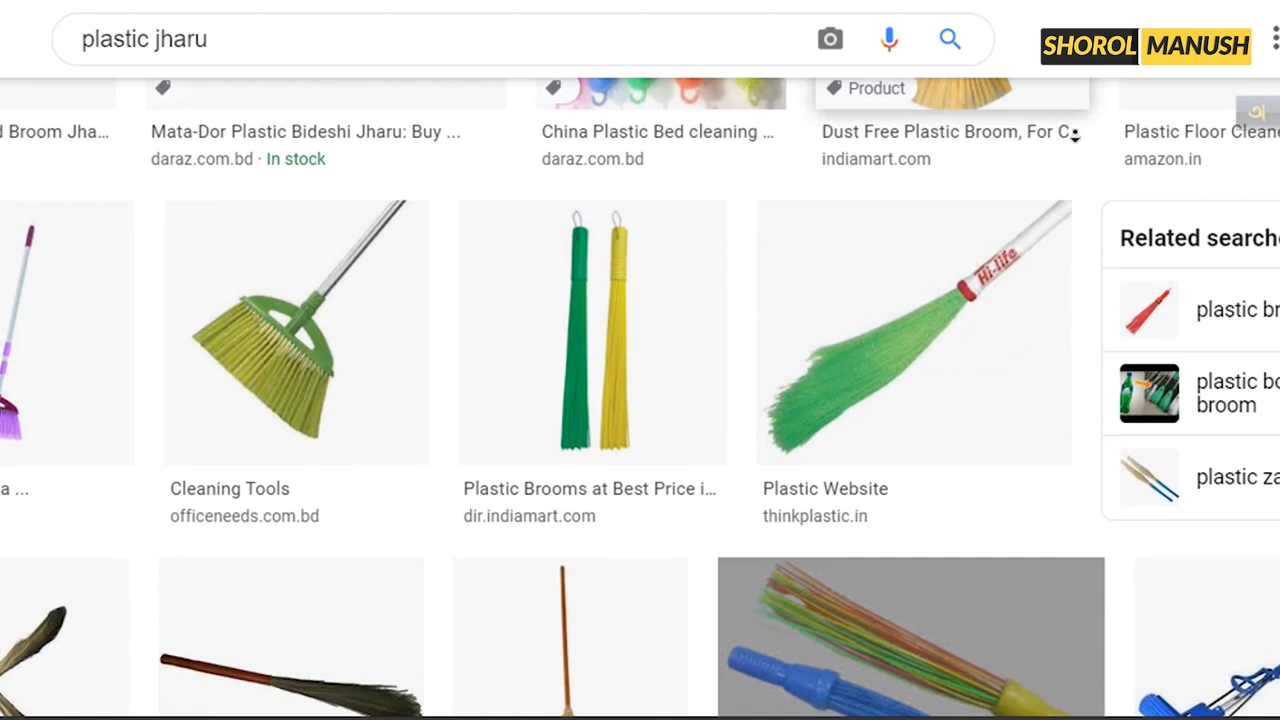 plastic jharu
SHOROL MANUSH
Product
d Broom Jha...
Mata-Dor Plastic Bideshi Jharu: Buy ...
China Plastic Bed cleaning ...
Dust Free Plastic Broom, For C
Plastic Floor Cleane
daraz.com.bd · In stock
daraz.com.bd
indiamart.com
amazon.in
অ
Related search
Hi-life
plastic br
plastic bo
broom
plastic za
a ...
Cleaning Tools
Plastic Brooms at Best Price i...
Plastic Website
officeneeds.com.bd
dir.indiamart.com
thinkplastic.in